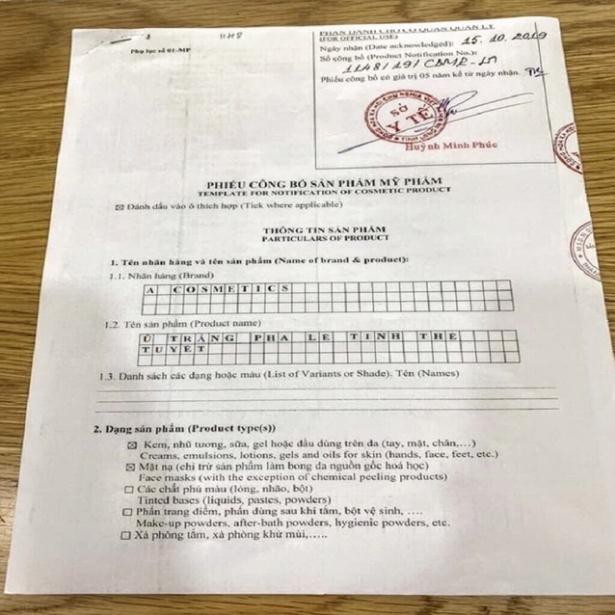 Phụ lục số 01-MP
PHẦN DÀNH CHO CƠ QUAN QUẢN LÝ
(FOR OFFICIAL USE)
Ngày nhận (Date acknowledged): 15.10.2019
Số công bố (Product Notification No.):
1148/19/CBMP-
Phiếu công bố có giá trị 05 năm kể từ ngày nhận.
SỞ
Y TẾ
Huỳnh Minh Phúc
PHIẾU CÔNG BỐ SẢN PHẨM MỸ PHẨM
TEMPLATE FOR NOTIFICATION OF COSMETIC PRODUCT
☒ Đánh dấu vào ô thích hợp (Tick where applicable)
THÔNG TIN SẢN PHẨM
PARTICULARS OF PRODUCT
1. Tên nhãn hàng và tên sản phẩm (Name of brand & product):
1.1. Nhãn hàng (Brand)
A COSMETICS
1.2. Tên sản phẩm (Product name)
Ủ TRẮNG PHA LÊ TINH THỂ
TUYẾT
1.3. Danh sách các dạng hoặc màu (List of Variants or Shade). Tên (Names)
2. Dạng sản phẩm (Product type(s))
☒ Kem, nhũ tương, sữa, gel hoặc dầu dùng trên da (tay, mặt, chân,...)
Creams, emulsions, lotions, gels and oils for skin (hands, face, feet, etc.)
☒ Mặt nạ (chỉ trừ sản phẩm làm bong da nguồn gốc hoá học)
Face masks (with the exception of chemical peeling products)
☐ Các chất phủ màu (lỏng, nhão, bột)
Tinted bases (liquids, pastes, powders)
☐ Phấn trang điểm, phấn dùng sau khi tắm, bột vệ sinh, ....
Make-up powders, after-bath powders, hygienic powders, etc.
☐ Xà phòng tắm, xà phòng khử mùi,.....